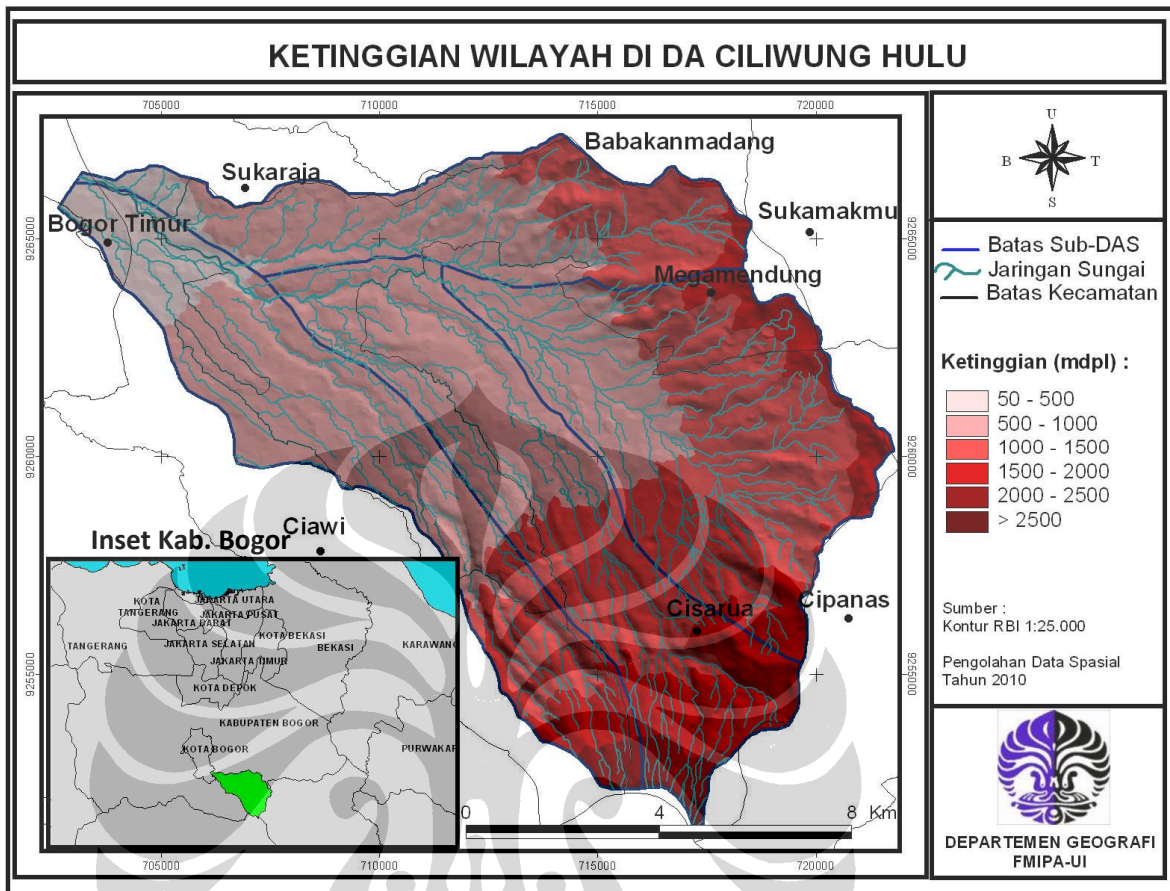 KETINGGIAN WILAYAH DI DA CILIWUNG HULU
705000 710000 715000 720000
Babakanmadang
Sukaraja
Sukamakmu
Bogor Timur
9285000 9285000
Megamendung
9260000 9260000
Ciawi
Cisarua
Cipanas
9255000 9255000
Inset Kab. Bogor
KOTA
TANGERANG
JAKARTA UTARA
JAKARTA PUSAT
JAKARTA BARAT
KOTA BEKASI
TANGERANG
JAKARTA SELATAN
BEKASI
KARAWANG
JAKARTA TIMUR
KOTA DEPOK
KABUPATEN BOGOR
KOTA BOGOR
PURWAKAR
0 4 8 Km
705000 710000 715000 720000
U
B T
S
Batas Sub-DAS
Jaringan Sungai
Batas Kecamatan
Ketinggian (mdpl) :
50 - 500
500 - 1000
1000 - 1500
1500 - 2000
2000 - 2500
> 2500
Sumber :
Kontur RBI 1:25.000
Pengolahan Data Spasial
Tahun 2010
DEPARTEMEN GEOGRAFI
FMIPA-UI